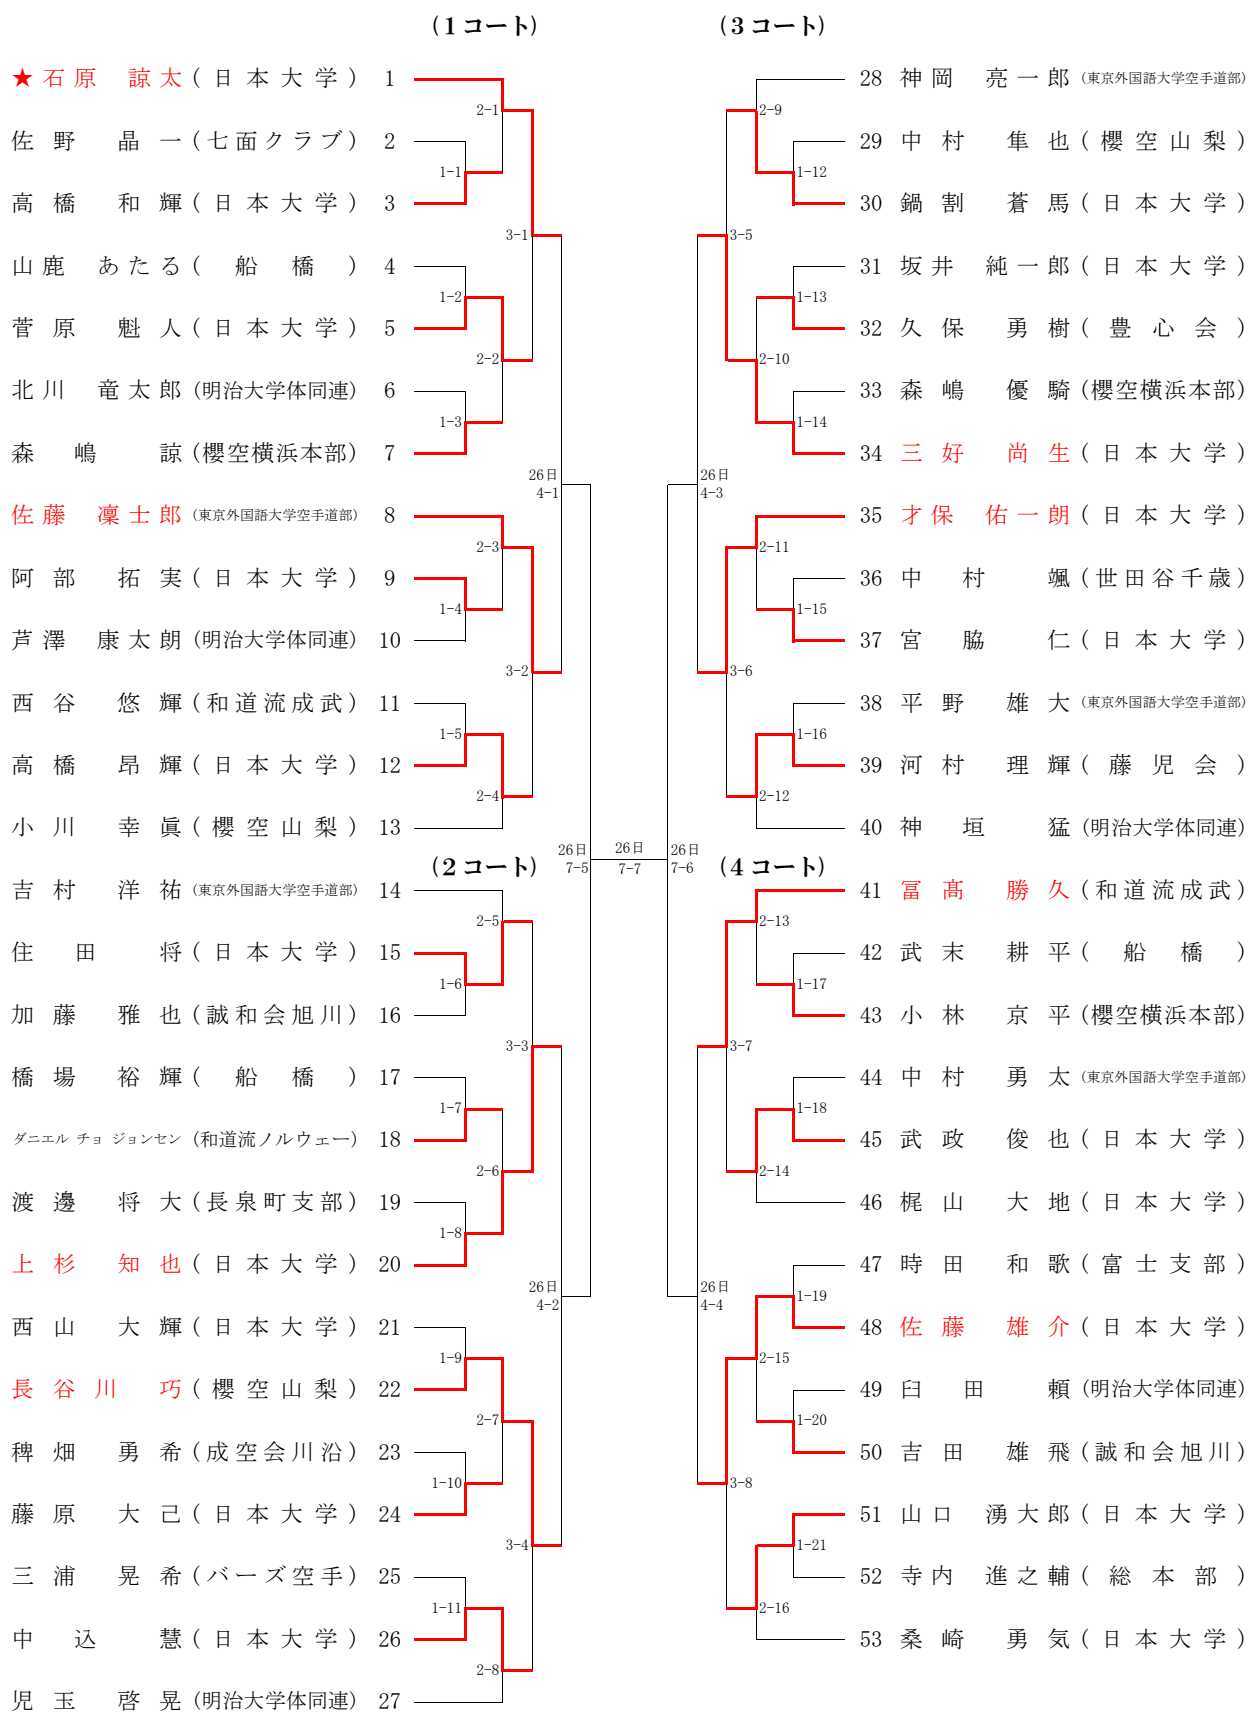 (1コート)
★石原 諒太(日本大学) 1
2-1
佐野 晶一(七面クラブ) 2
1-1
高橋 和輝(日本大学) 3
3-1
山鹿 あたる(船橋) 4
1-2
菅原 魁人(日本大学) 5
2-2
北川 竜太郎(明治大学体同連) 6
1-3
森嶋 諒(櫻空横浜本部) 7
26日
4-1
佐藤 凜士郎(東京外国語大学空手道部) 8
2-3
阿部 拓実(日本大学) 9
1-4
芦澤 康太朗(明治大学体同連) 10
3-2
西谷 悠輝(和道流成武) 11
1-5
高橋 昂輝(日本大学) 12
2-4
小川 幸眞(櫻空山梨) 13
26日
7-5
26日
7-7
26日
7-6
(2コート)
吉村 洋祐(東京外国語大学空手道部) 14
2-5
住田 将(日本大学) 15
1-6
加藤 雅也(誠和会旭川) 16
3-3
橋場 裕輝(船橋) 17
1-7
ダニエル チョ ジョンセン(和道流ノルウェー) 18
2-6
渡邊 将大(長泉町支部) 19
1-8
上杉 知也(日本大学) 20
26日
4-2
西山 大輝(日本大学) 21
1-9
長谷川 巧(櫻空山梨) 22
2-7
稗畑 勇希(成空会川沿) 23
1-10
藤原 大己(日本大学) 24
3-4
三浦 晃希(バーズ空手) 25
1-11
中込 慧(日本大学) 26
2-8
児玉 啓晃(明治大学体同連) 27
(3コート)
28 神岡 亮一郎(東京外国語大学空手道部)
2-9
29 中村 隼也(櫻空山梨)
1-12
30 鍋割 蒼馬(日本大学)
3-5
31 坂井 純一郎(日本大学)
1-13
32 久保 勇樹(豊心会)
2-10
33 森嶋 優騎(櫻空横浜本部)
1-14
34 三好 尚生(日本大学)
26日
4-3
35 才保 佑一朗(日本大学)
2-11
36 中村 颯(世田谷千歳)
1-15
37 宮脇 仁(日本大学)
3-6
38 平野 雄大(東京外国語大学空手道部)
1-16
39 河村 理輝(藤児会)
2-12
40 神垣 猛(明治大学体同連)
(4コート)
41 冨髙 勝久(和道流成武)
2-13
42 武末 耕平(船橋)
1-17
43 小林 京平(櫻空横浜本部)
3-7
44 中村 勇太(東京外国語大学空手道部)
1-18
45 武政 俊也(日本大学)
2-14
46 梶山 大地(日本大学)
47 時田 和歌(富士支部)
26日
4-4
1-19
48 佐藤 雄介(日本大学)
2-15
49 臼田 頼(明治大学体同連)
1-20
50 吉田 雄飛(誠和会旭川)
3-8
51 山口 湧大郎(日本大学)
1-21
52 寺内 進之輔(総本部)
2-16
53 桑崎 勇気(日本大学)